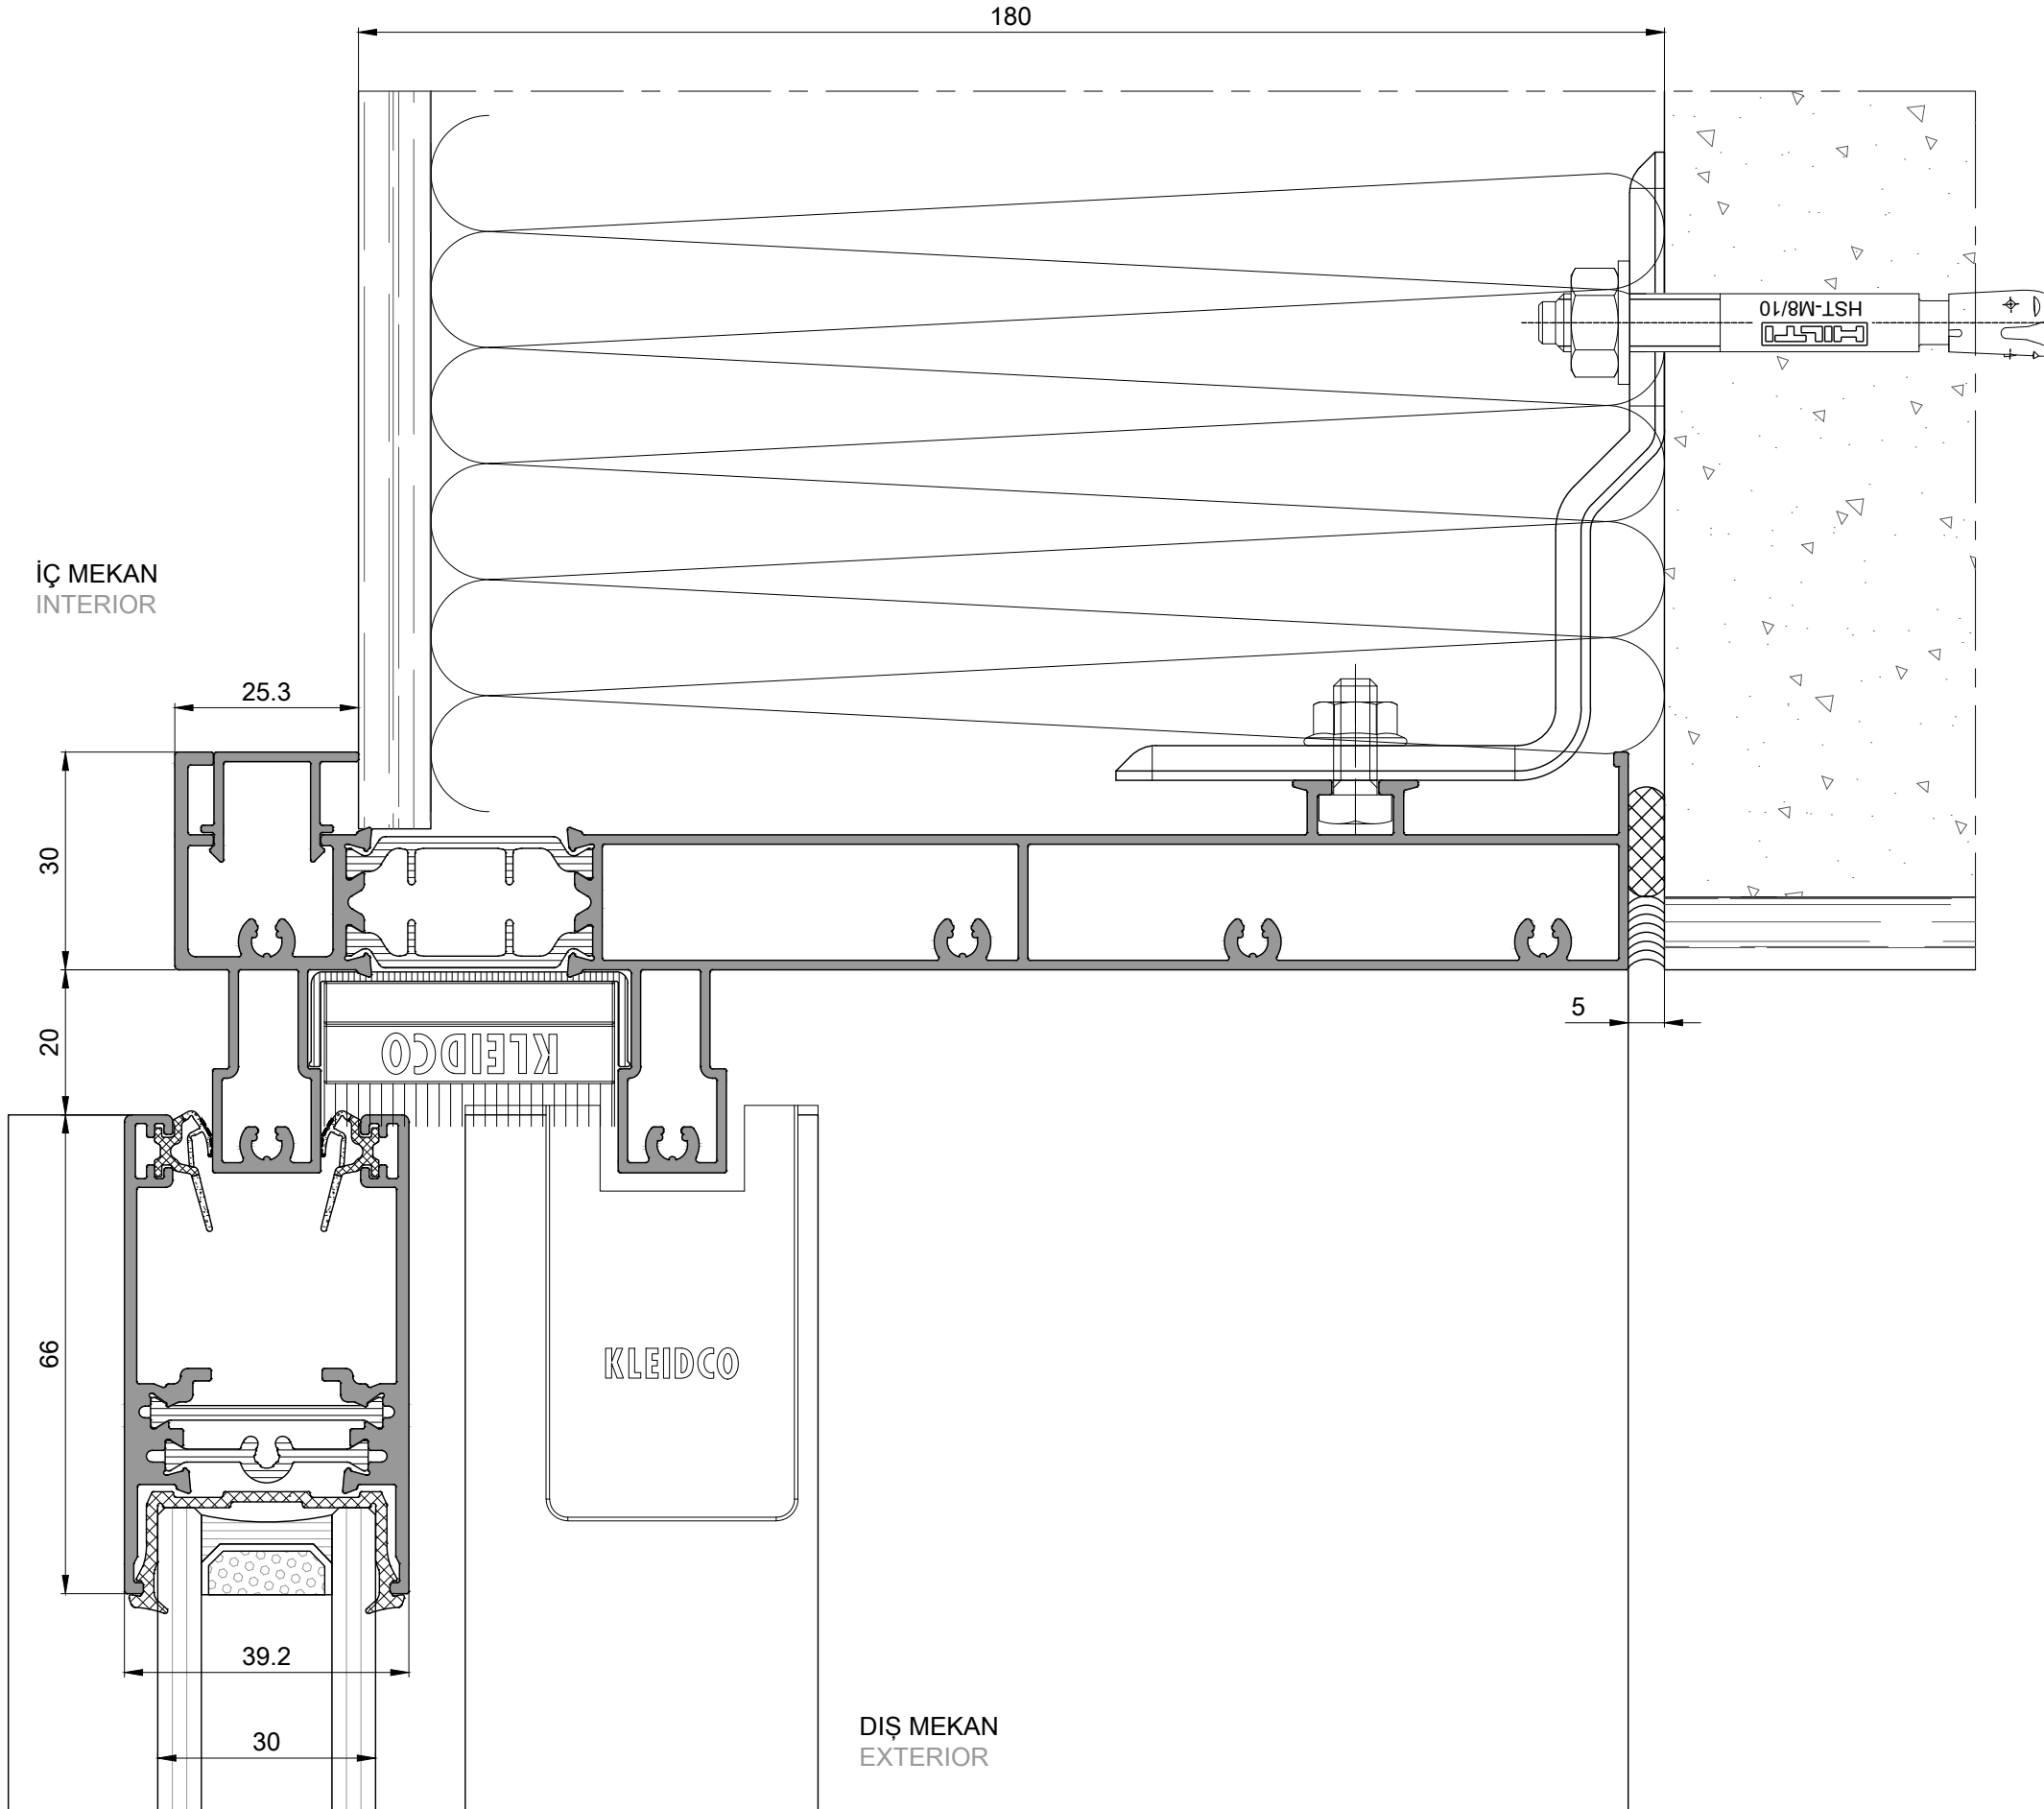 180
HST-M8/10
HILTI
İÇ MEKAN
INTERIOR
25.3
30
20
5
KLEIDCO
66
KLEIDCO
39.2
30
DIŞ MEKAN
EXTERIOR